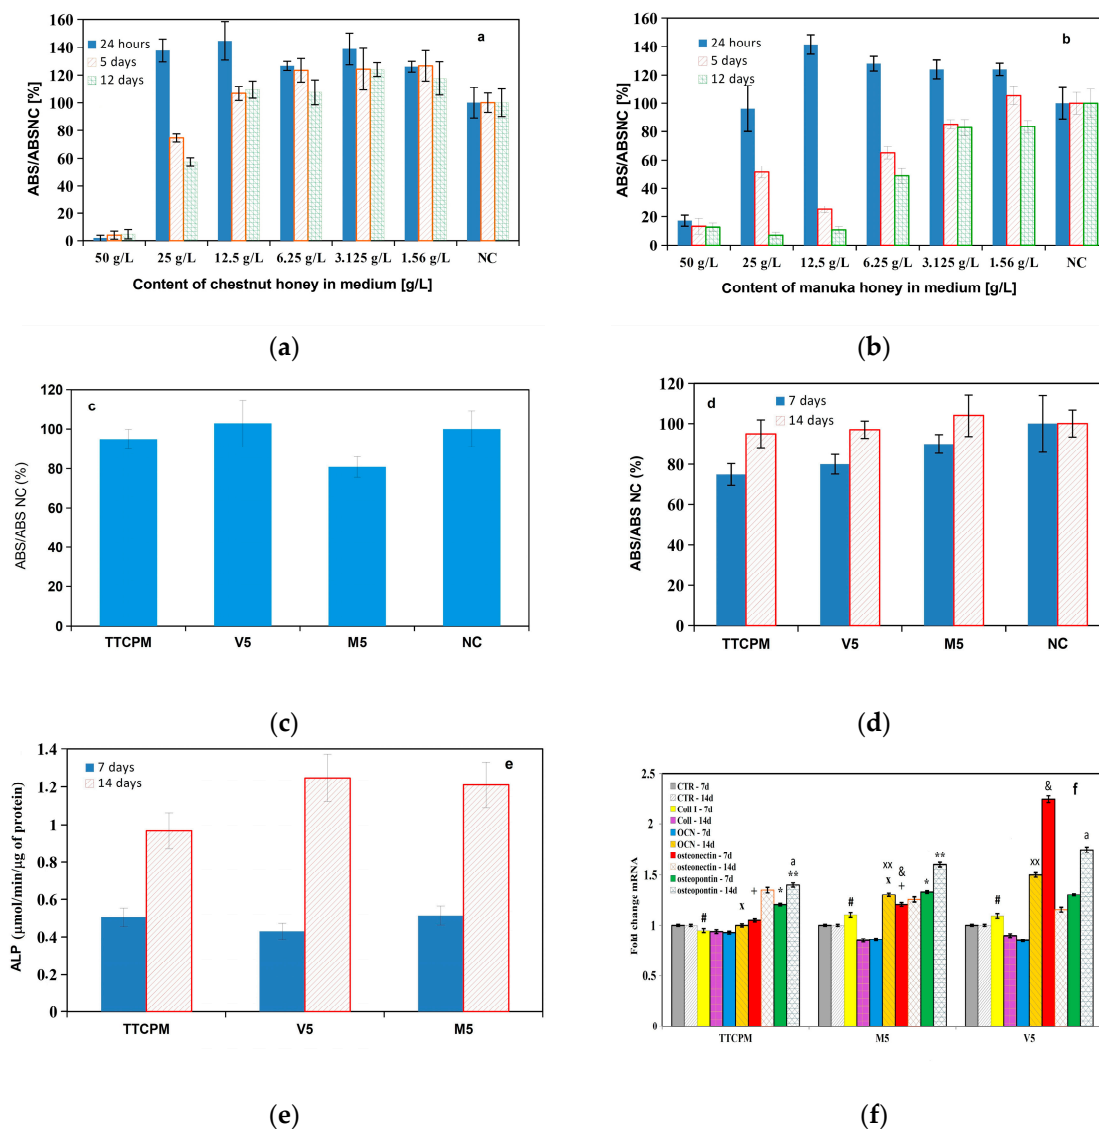 160
140
120
100
80
60
40
20
0
ABS/ABSNC [%]
24 hours
5 days
12 days
a
50 g/L 25 g/L 12.5 g/L 6.25 g/L 3.125 g/L 1.56 g/L NC
Content of chestnut honey in medium [g/L]
(a)
160
140
120
100
80
60
40
20
0
ABS/ABSNC [%]
24 hours
5 days
12 days
b
50 g/L 25 g/L 12.5 g/L 6.25 g/L 3.125 g/L 1.56 g/L NC
Content of manuka honey in medium [g/L]
(b)
120
100
80
60
40
20
0
ABS/ABS NC (%)
c
TTCPM V5 M5 NC
(c)
120
100
80
60
40
20
0
ABS/ABS NC (%)
d
7 days
14 days
TTCPM V5 M5 NC
(d)
1.4
1.2
1
0.8
0.6
0.4
0.2
0
ALP (µmol/min/µg of protein)
7 days
14 days
e
TTCPM V5 M5
(e)
2.5
2
1.5
1
0.5
0
Fold change mRNA
CTR - 7d
CTR - 14d
Coll I - 7d
Coll - 14d
OCN - 7d
OCN - 14d
osteonectin - 7d
osteonectin - 14d
osteopontin - 7d
osteopontin - 14d
f
# x + * a **
# xx x & + * **
# xx & a
TTCPM M5 V5
(f)